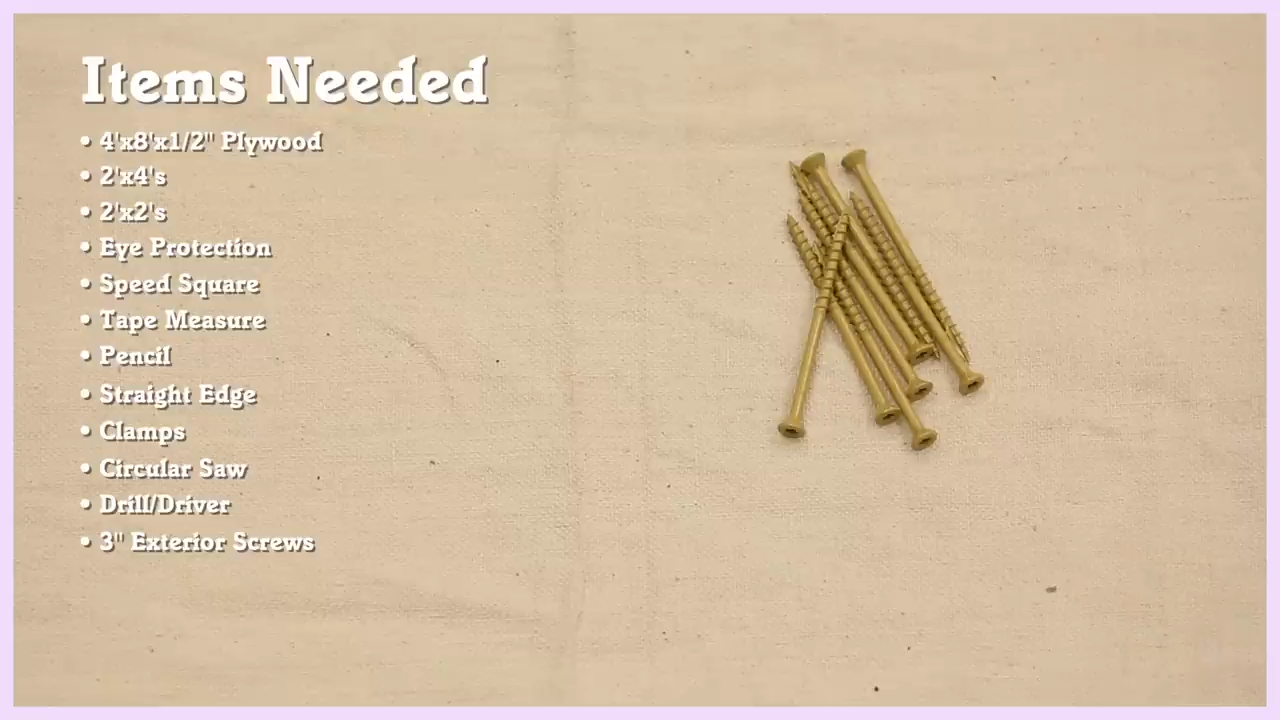 Items Needed
• 4'x8'x1/2" Plywood
• 2'x4's
• 2'x2's
• Eye Protection
• Speed Square
• Tape Measure
• Pencil
• Straight Edge
• Clamps
• Circular Saw
• Drill/Driver
• 3" Exterior Screws